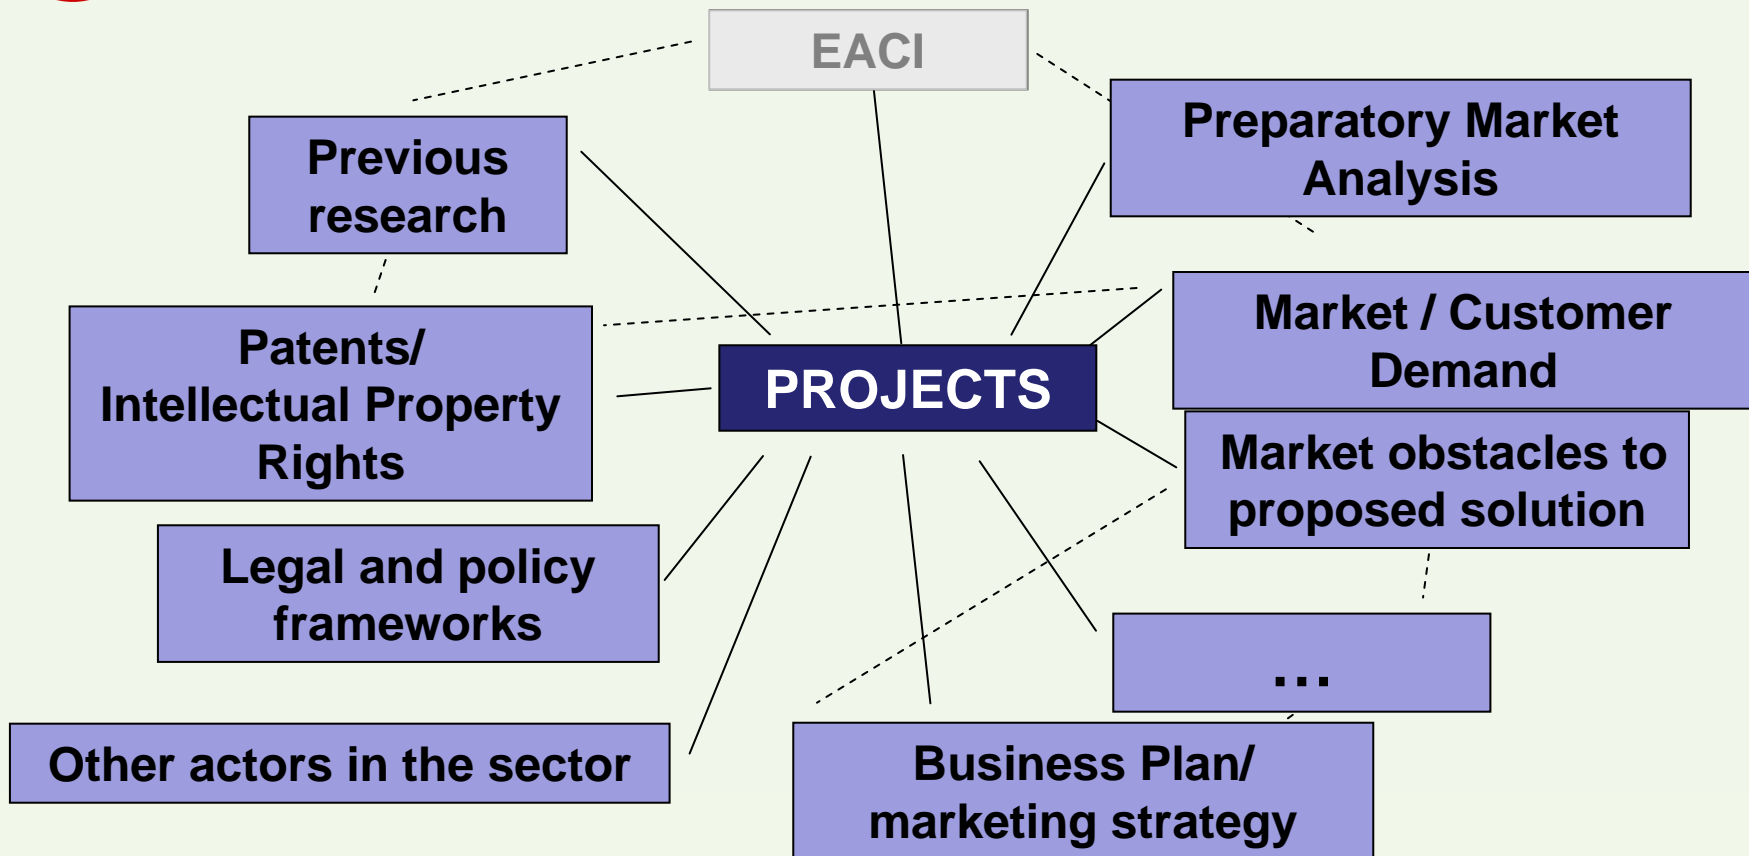 EACI
Preparatory Market
Analysis
Previous
research
Market / Customer
Demand
Patents/
Intellectual Property
Rights
PROJECTS
Market obstacles to
proposed solution
Legal and policy
frameworks
...
Other actors in the sector
Business Plan/
marketing strategy